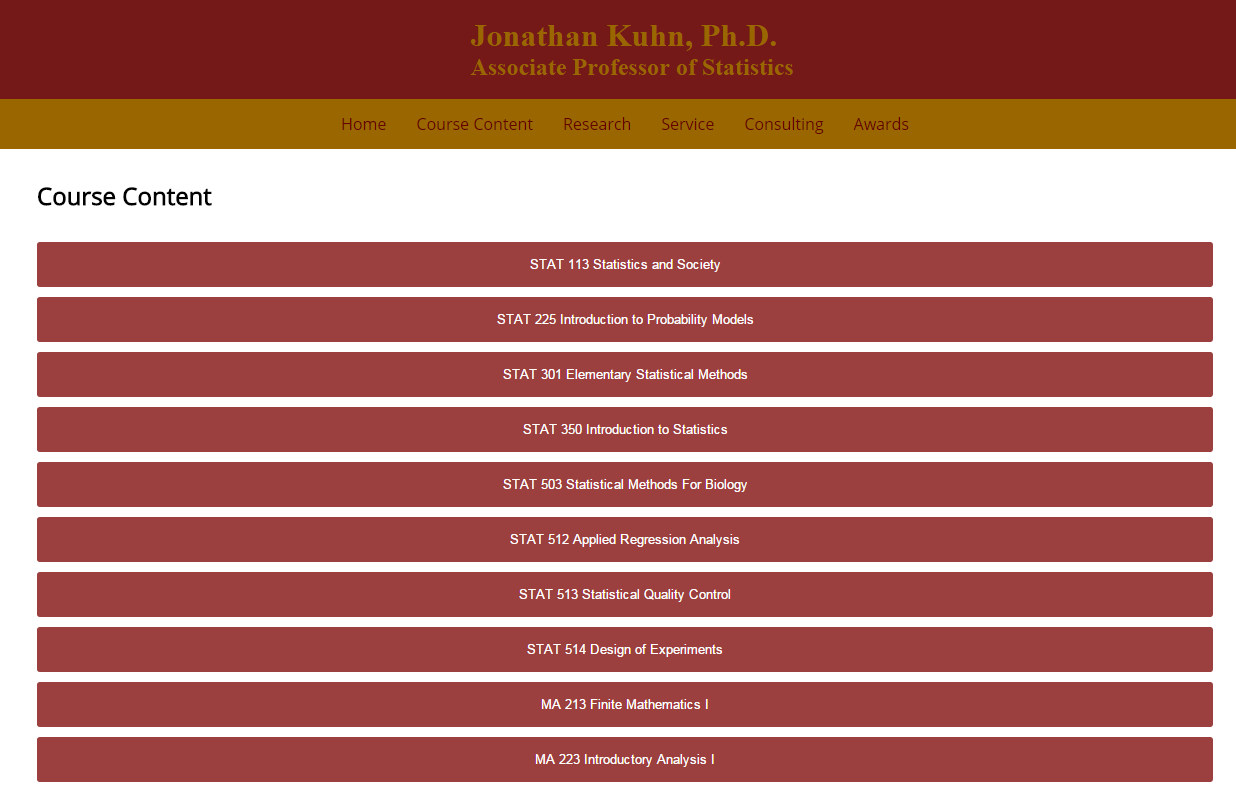 Jonathan Kuhn, Ph.D.
Associate Professor of Statistics
Home Course Content Research Service Consulting Awards
Course Content
STAT 113 Statistics and Society
STAT 225 Introduction to Probability Models
STAT 301 Elementary Statistical Methods
STAT 350 Introduction to Statistics
STAT 503 Statistical Methods For Biology
STAT 512 Applied Regression Analysis
STAT 513 Statistical Quality Control
STAT 514 Design of Experiments
MA 213 Finite Mathematics I
MA 223 Introductory Analysis I